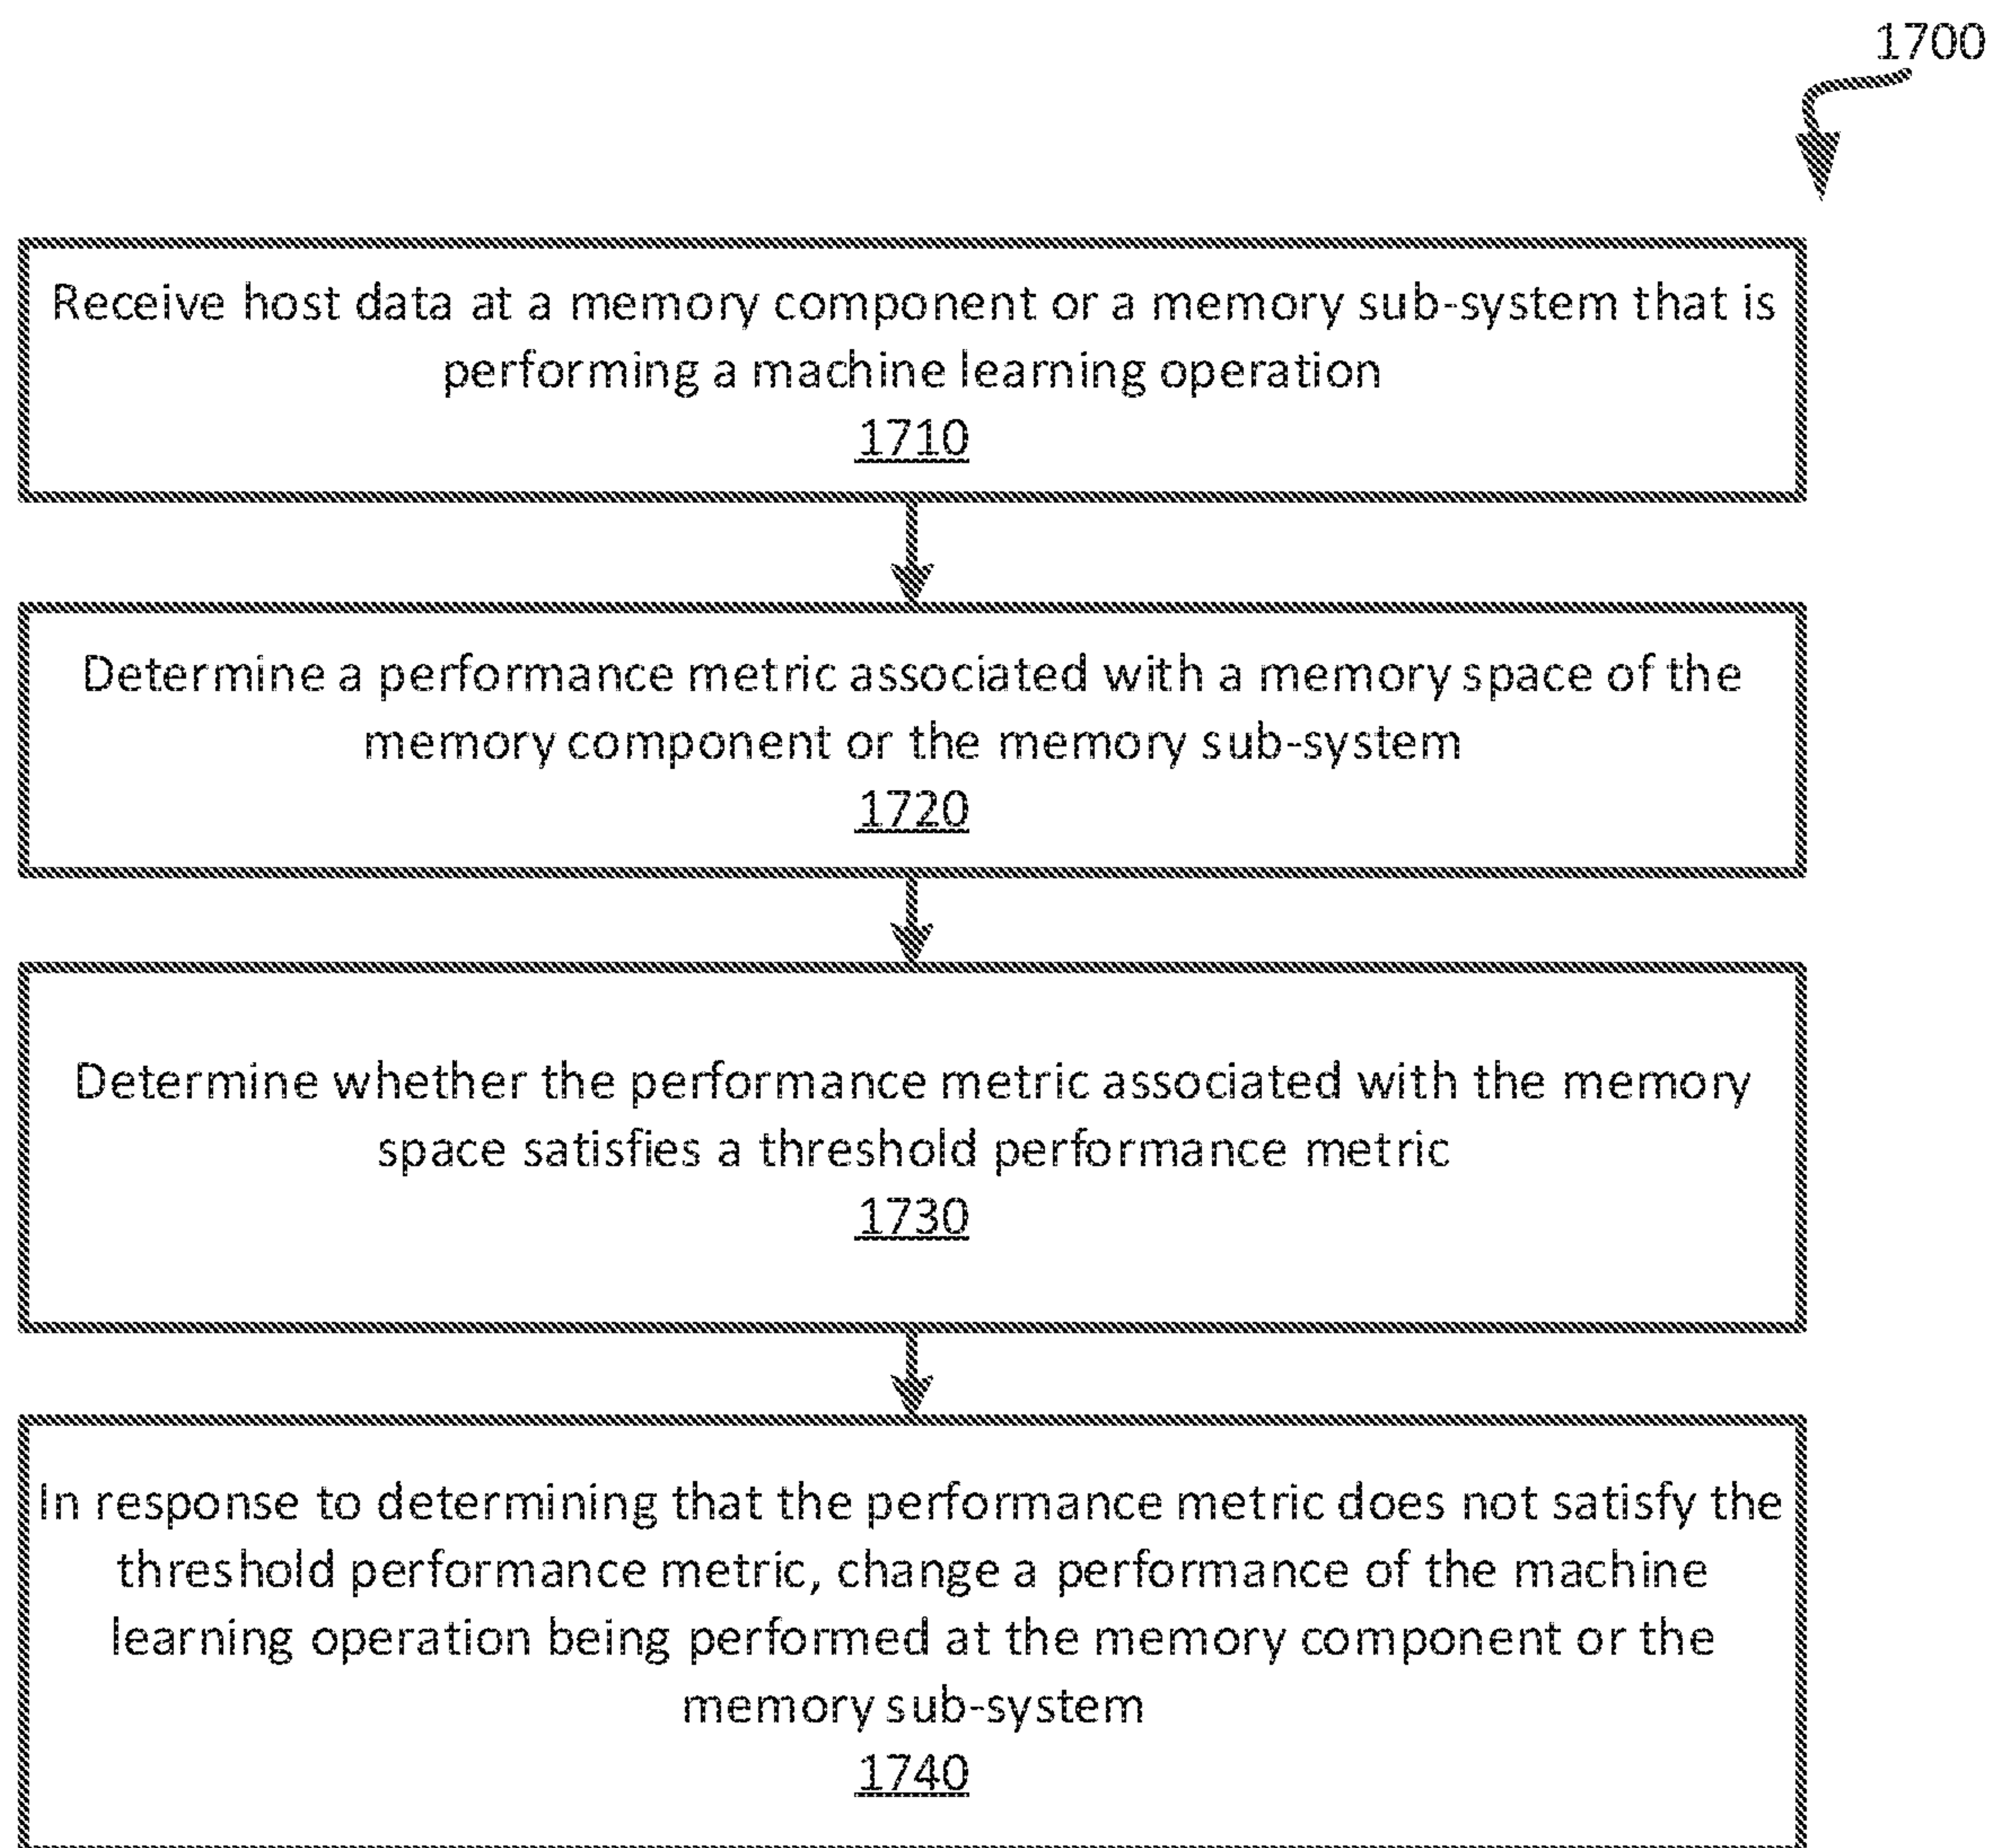 1700
Receive host data at a memory component or a memory sub-system that is
performing a machine learning operation
1710
Determine a performance metric associated with a memory space of the
memory component or the memory sub-system
1720
Determine whether the performance metric associated with the memory
space satisfies a threshold performance metric
1730
In response to determining that the performance metric does not satisfy the
threshold performance metric, change a performance of the machine
learning operation being performed at the memory component or the
memory sub-system
1740